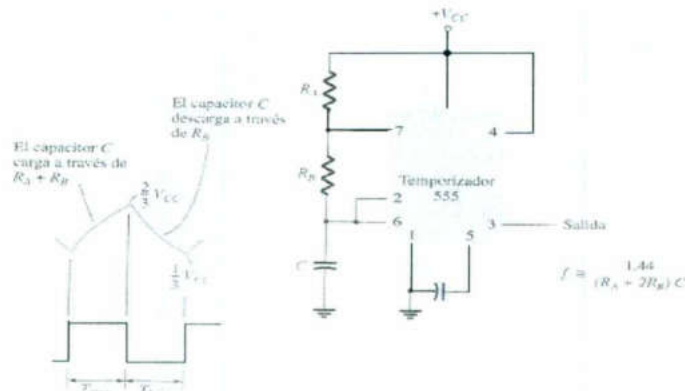 +V_CC
R_A
El capacitor C
descarga a través
de R_B
7
4
El capacitor C
carga a través de
R_A + R_B
2/3 V_CC
R_B
Temporizador
555
2
6
3
Salida
1
5
C
1/3 V_CC
f ≅ 1.44 / (R_A + 2R_B) C